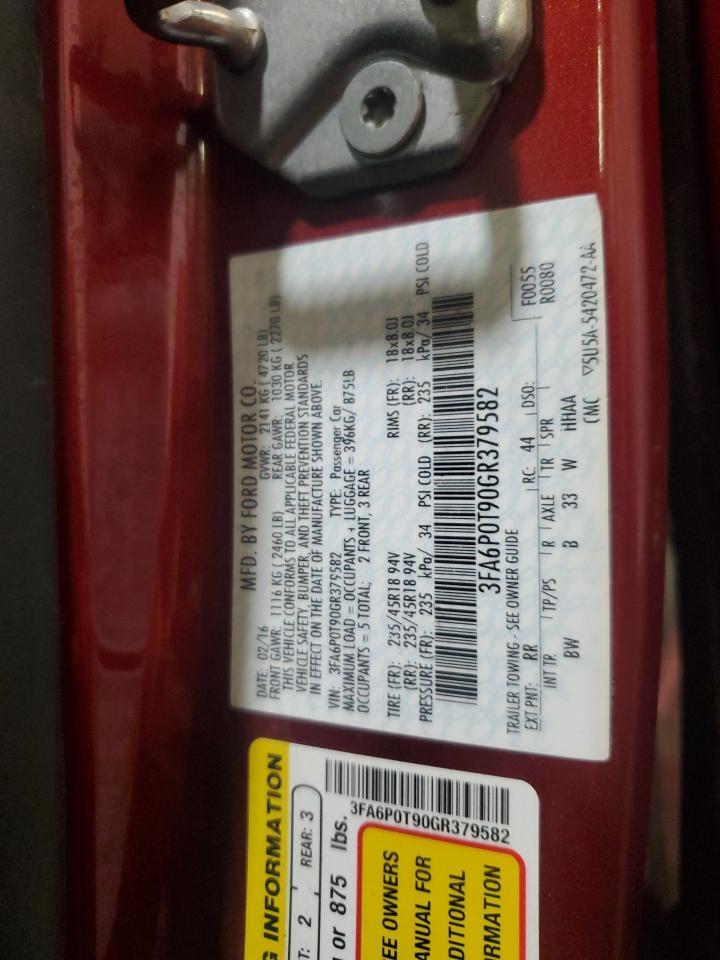 MFD. BY FORD MOTOR CO.
DATE: 02/16 GVWR: 2141 KG ( 4720 LB)
FRONT GAWR: 1116 KG ( 2460 LB) REAR GAWR: 1030 KG ( 2270 LB)
THIS VEHICLE CONFORMS TO ALL APPLICABLE FEDERAL MOTOR
VEHICLE SAFETY, BUMPER, AND THEFT PREVENTION STANDARDS
IN EFFECT ON THE DATE OF MANUFACTURE SHOWN ABOVE.
VIN: 3FA6P0T90GR379582 TYPE: Passenger Car
MAXIMUM LOAD = OCCUPANTS + LUGGAGE = 396KG/ 875LB
OCCUPANTS = 5 TOTAL; 2 FRONT, 3 REAR
TIRE (FR): 235/45R18 94V RIMS (FR): 18x8.0J
(RR): 235/45R18 94V (RR): 18x8.0J
PRESSURE (FR): 235 kPa/ 34 PSI COLD (RR): 235 kPa/ 34 PSI COLD
3FA6P0T90GR379582
TRAILER TOWING - SEE OWNER GUIDE F0055
EXT PNT: RR RC: 44 DSO: R0080
INT TR TP/PS R AXLE TR SPR
BW B 33 W HHAA
CMC ▽5U5A-5420472-AA
G INFORMATION
T: 2 REAR: 3
or 875 lbs.
3FA6P0T90GR379582
EE OWNERS
ANUAL FOR
DITIONAL
RMATION